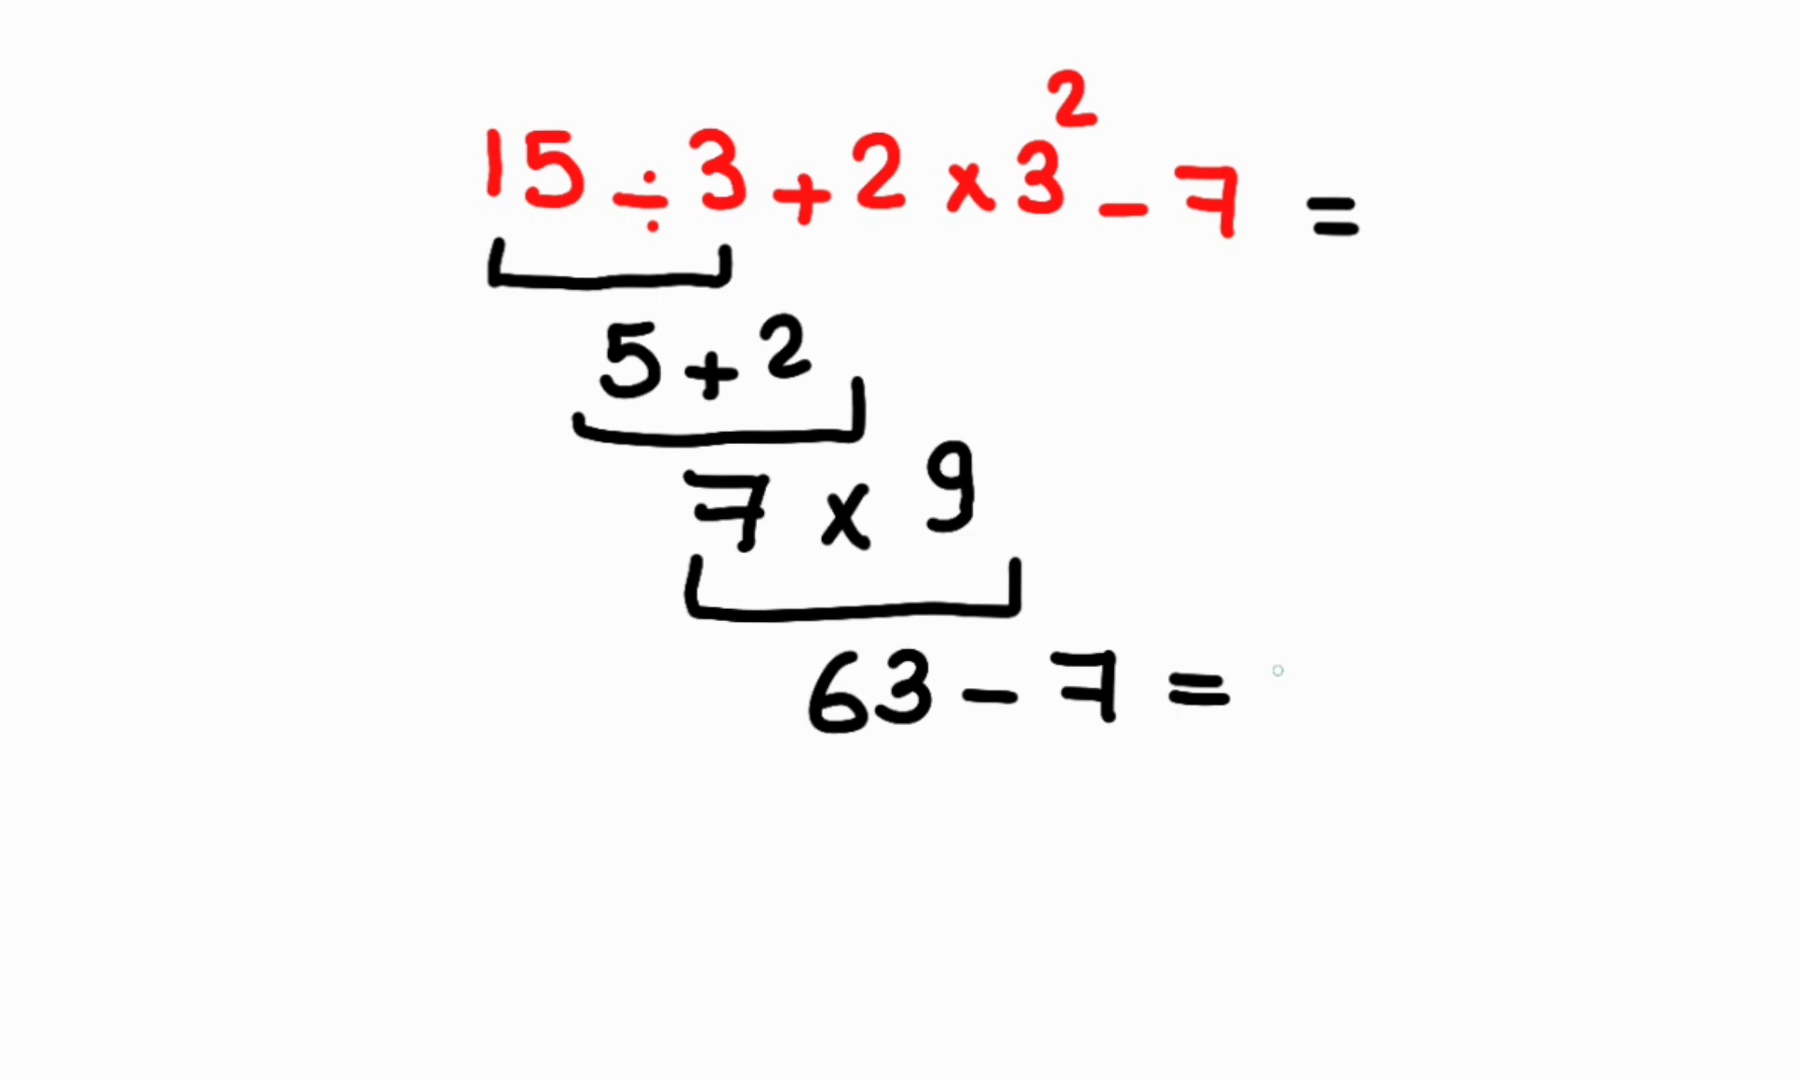 15 ÷ 3 + 2 × 3² - 7 =
5 + 2
7 × 9
63 - 7 =